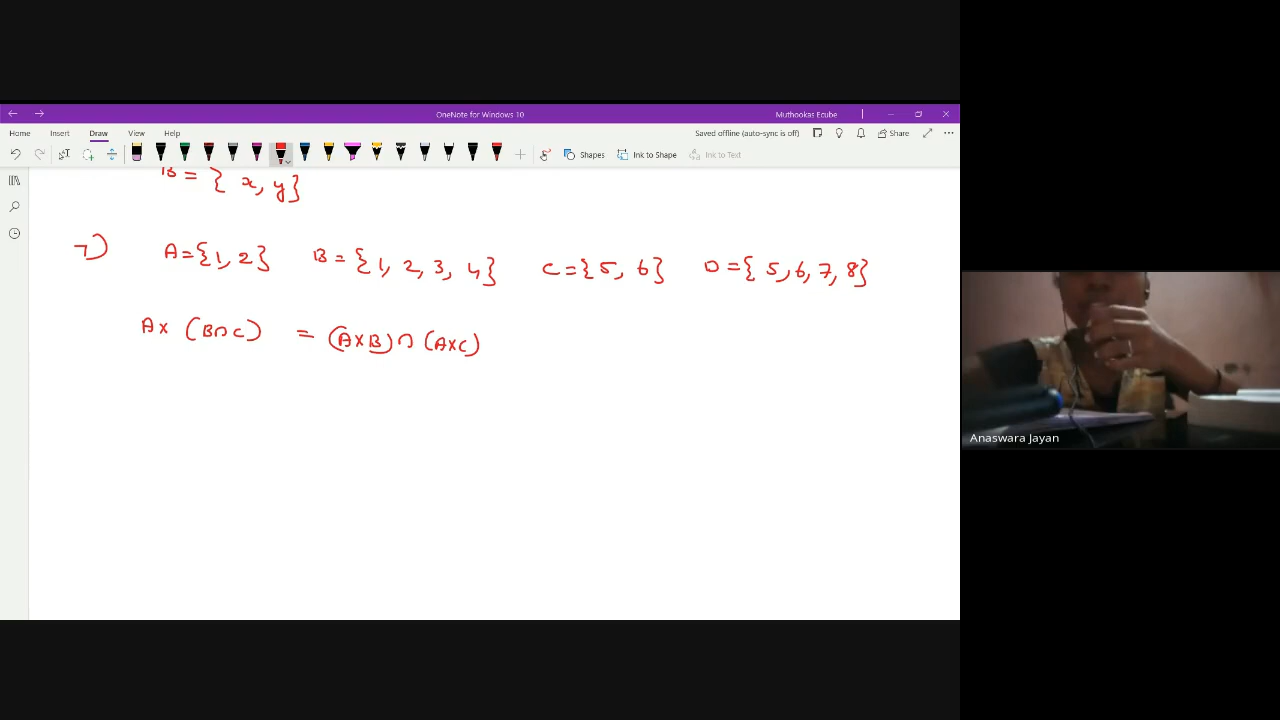 OneNote for Windows 10
Muthookas Ecube
Home Insert Draw View Help
Saved offline (auto-sync is off) Share
Shapes Ink to Shape Ink to Text
B = { x, y}
7) A={1, 2} B = {1, 2, 3, 4} C={5, 6} D={ 5, 6, 7, 8}
A× (B∩C) = (A×B)∩(A×C)
Anaswara Jayan